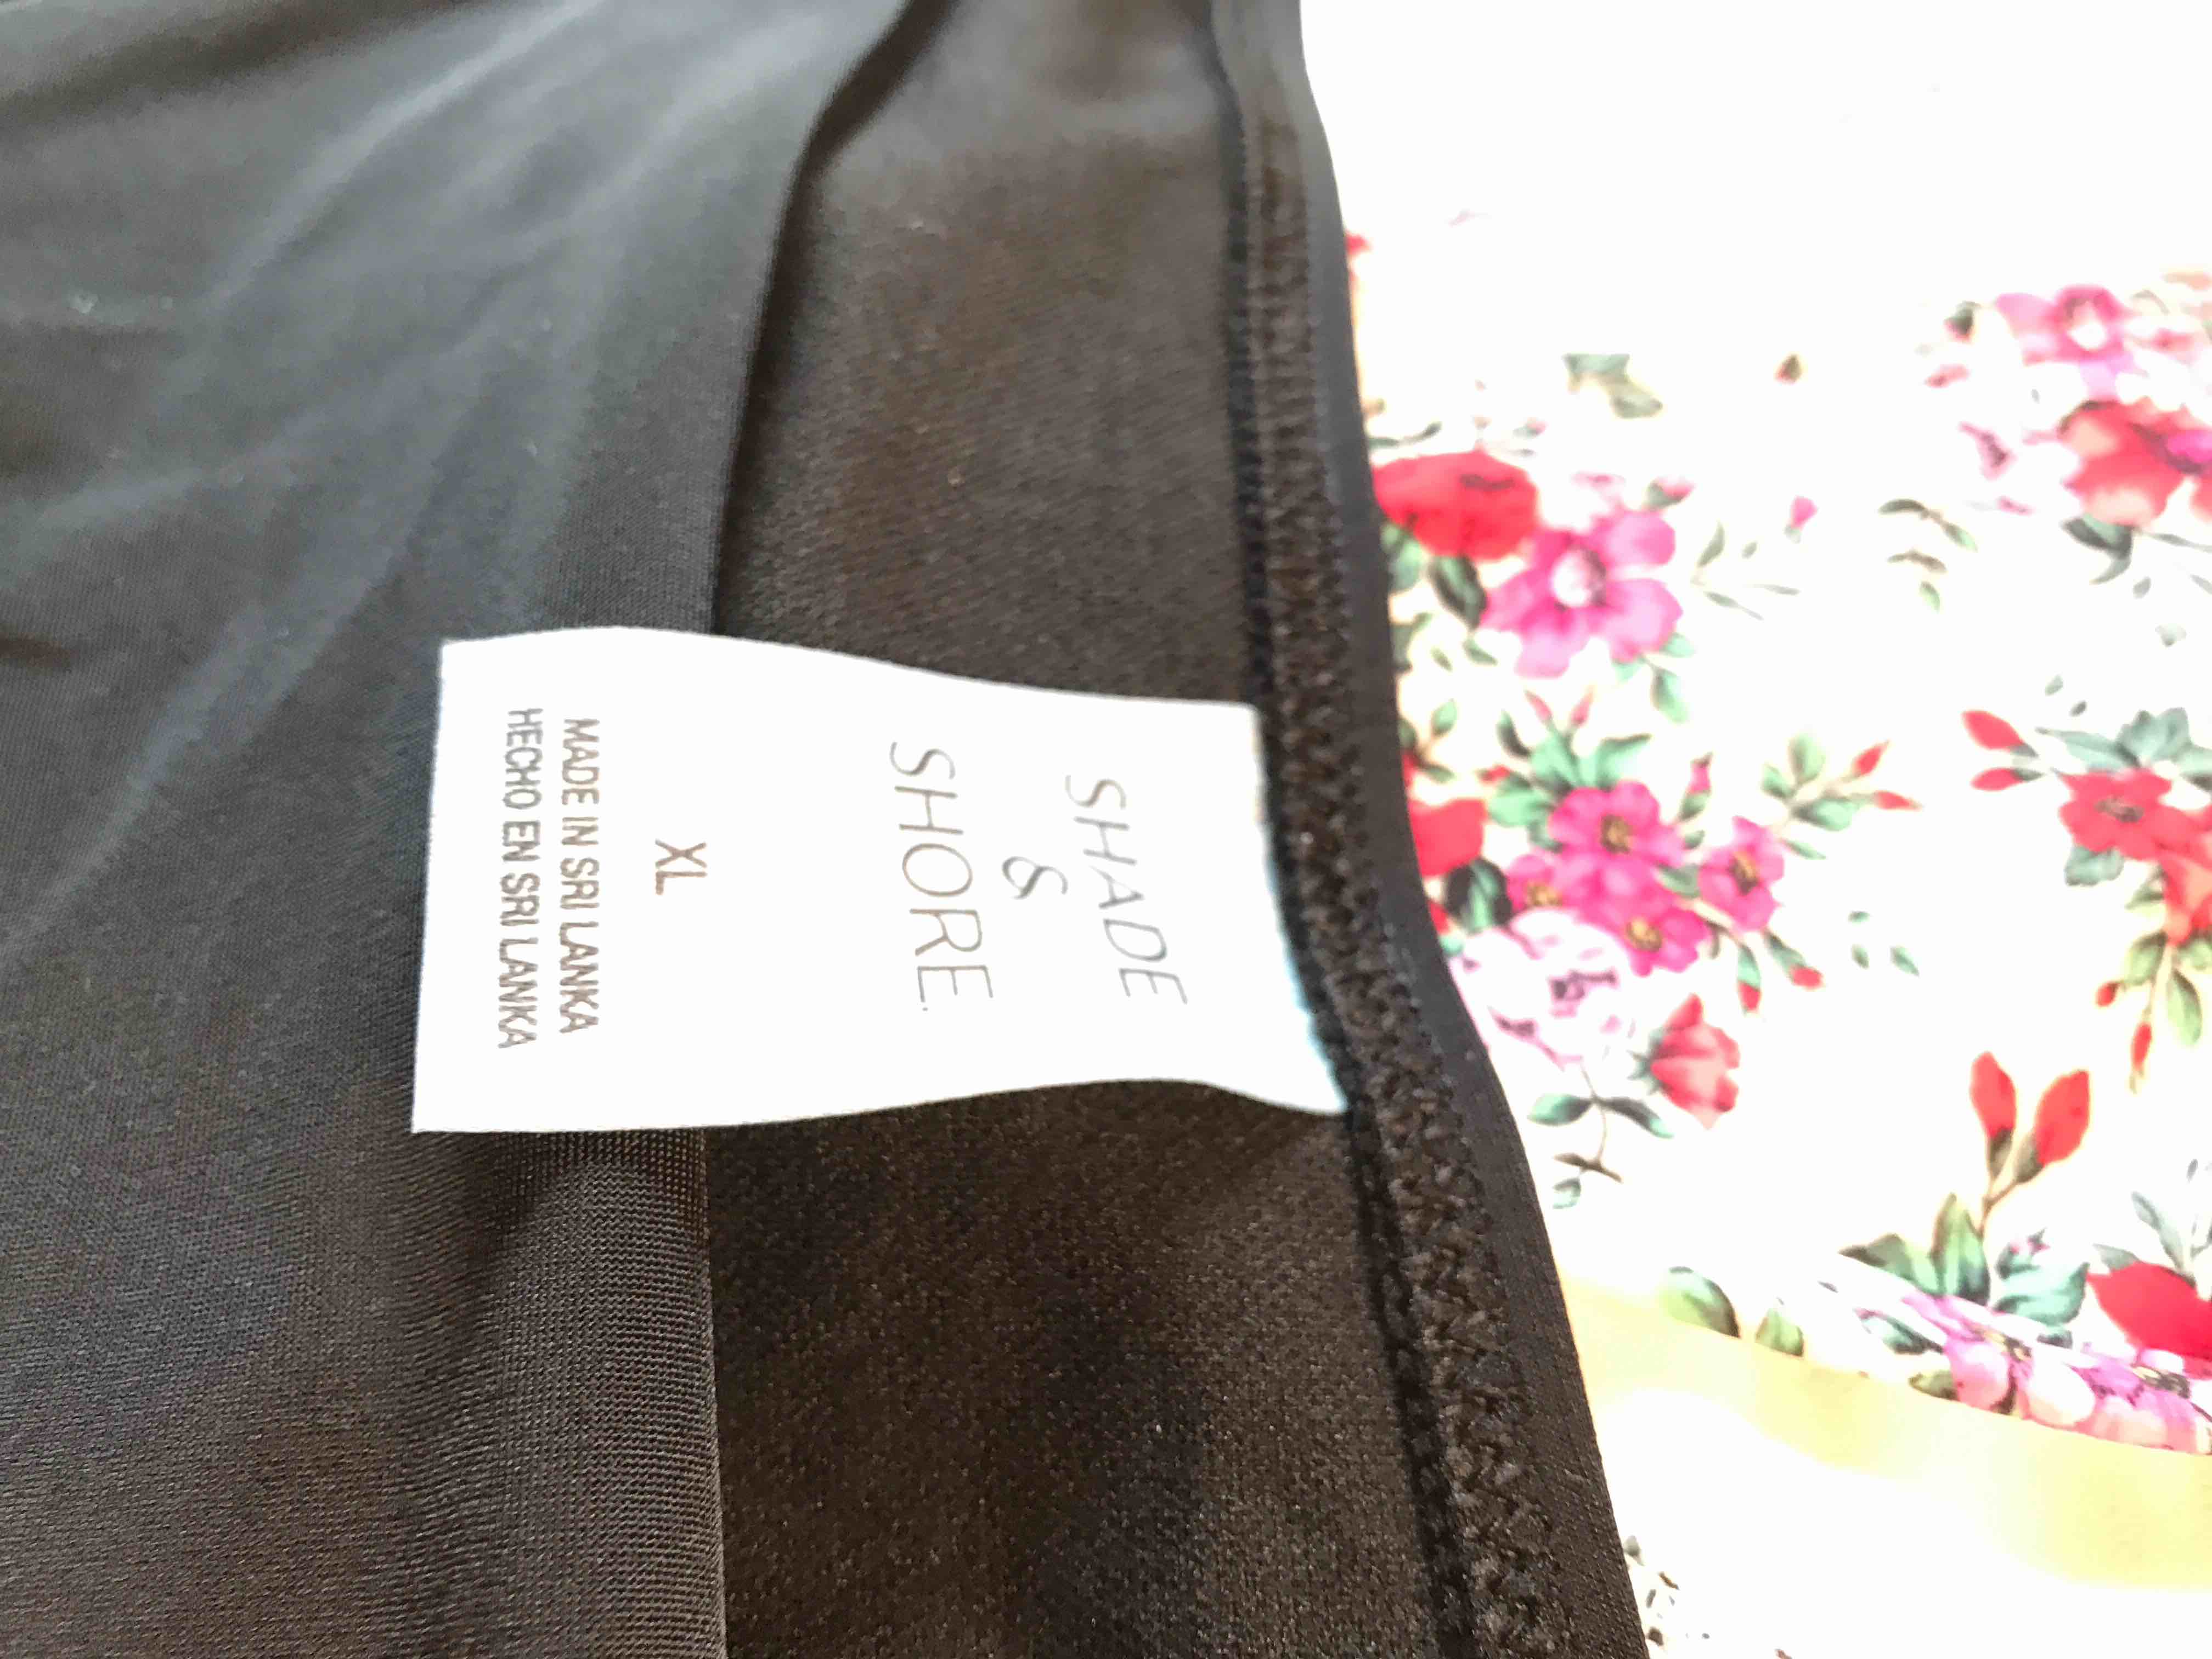 SHADE
&
SHORE.
XL
MADE IN SRI LANKA
HECHO EN SRI LANKA